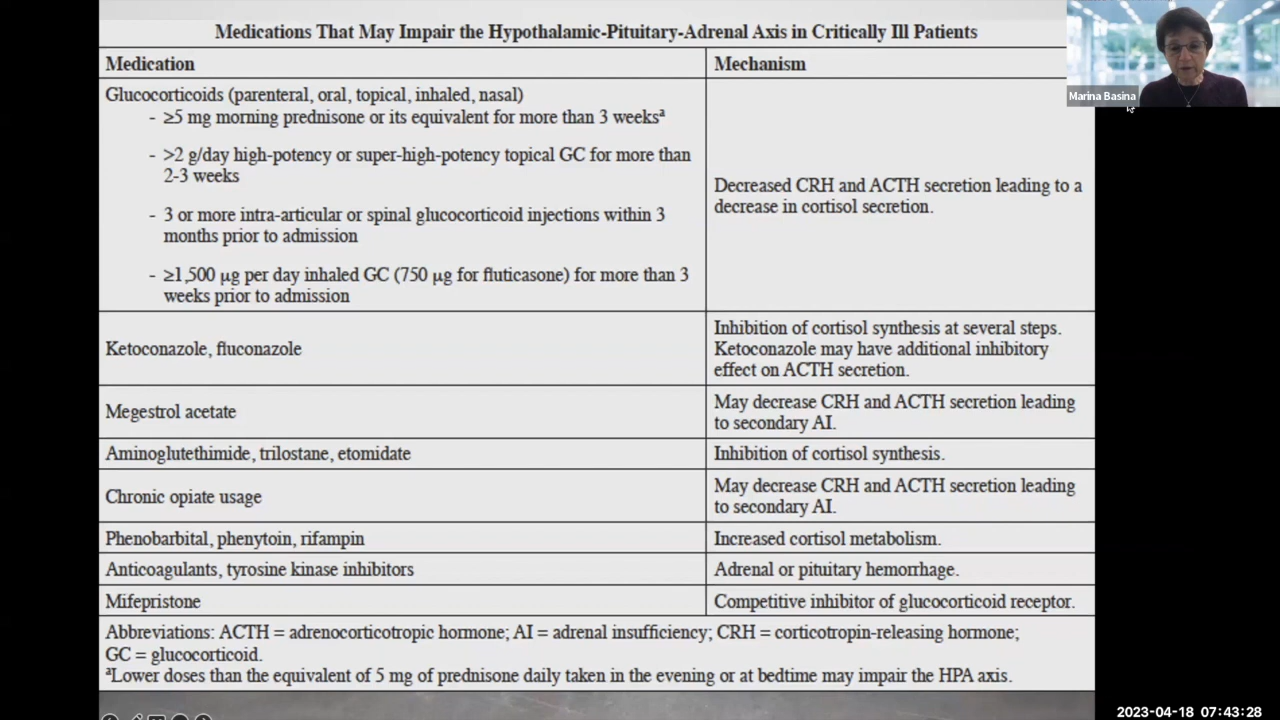 Medications That May Impair the Hypothalamic-Pituitary-Adrenal Axis in Critically Ill Patients
Marina Basina
Medication
Mechanism
Glucocorticoids (parenteral, oral, topical, inhaled, nasal)
- ≥5 mg morning prednisone or its equivalent for more than 3 weeksᵃ
- >2 g/day high-potency or super-high-potency topical GC for more than
2-3 weeks
- 3 or more intra-articular or spinal glucocorticoid injections within 3
months prior to admission
- ≥1,500 µg per day inhaled GC (750 µg for fluticasone) for more than 3
weeks prior to admission
Decreased CRH and ACTH secretion leading to a
decrease in cortisol secretion.
Ketoconazole, fluconazole
Inhibition of cortisol synthesis at several steps.
Ketoconazole may have additional inhibitory
effect on ACTH secretion.
Megestrol acetate
May decrease CRH and ACTH secretion leading
to secondary AI.
Aminoglutethimide, trilostane, etomidate
Inhibition of cortisol synthesis.
Chronic opiate usage
May decrease CRH and ACTH secretion leading
to secondary AI.
Phenobarbital, phenytoin, rifampin
Increased cortisol metabolism.
Anticoagulants, tyrosine kinase inhibitors
Adrenal or pituitary hemorrhage.
Mifepristone
Competitive inhibitor of glucocorticoid receptor.
Abbreviations: ACTH = adrenocorticotropic hormone; AI = adrenal insufficiency; CRH = corticotropin-releasing hormone;
GC = glucocorticoid.
ᵃLower doses than the equivalent of 5 mg of prednisone daily taken in the evening or at bedtime may impair the HPA axis.
2023-04-18 07:43:28